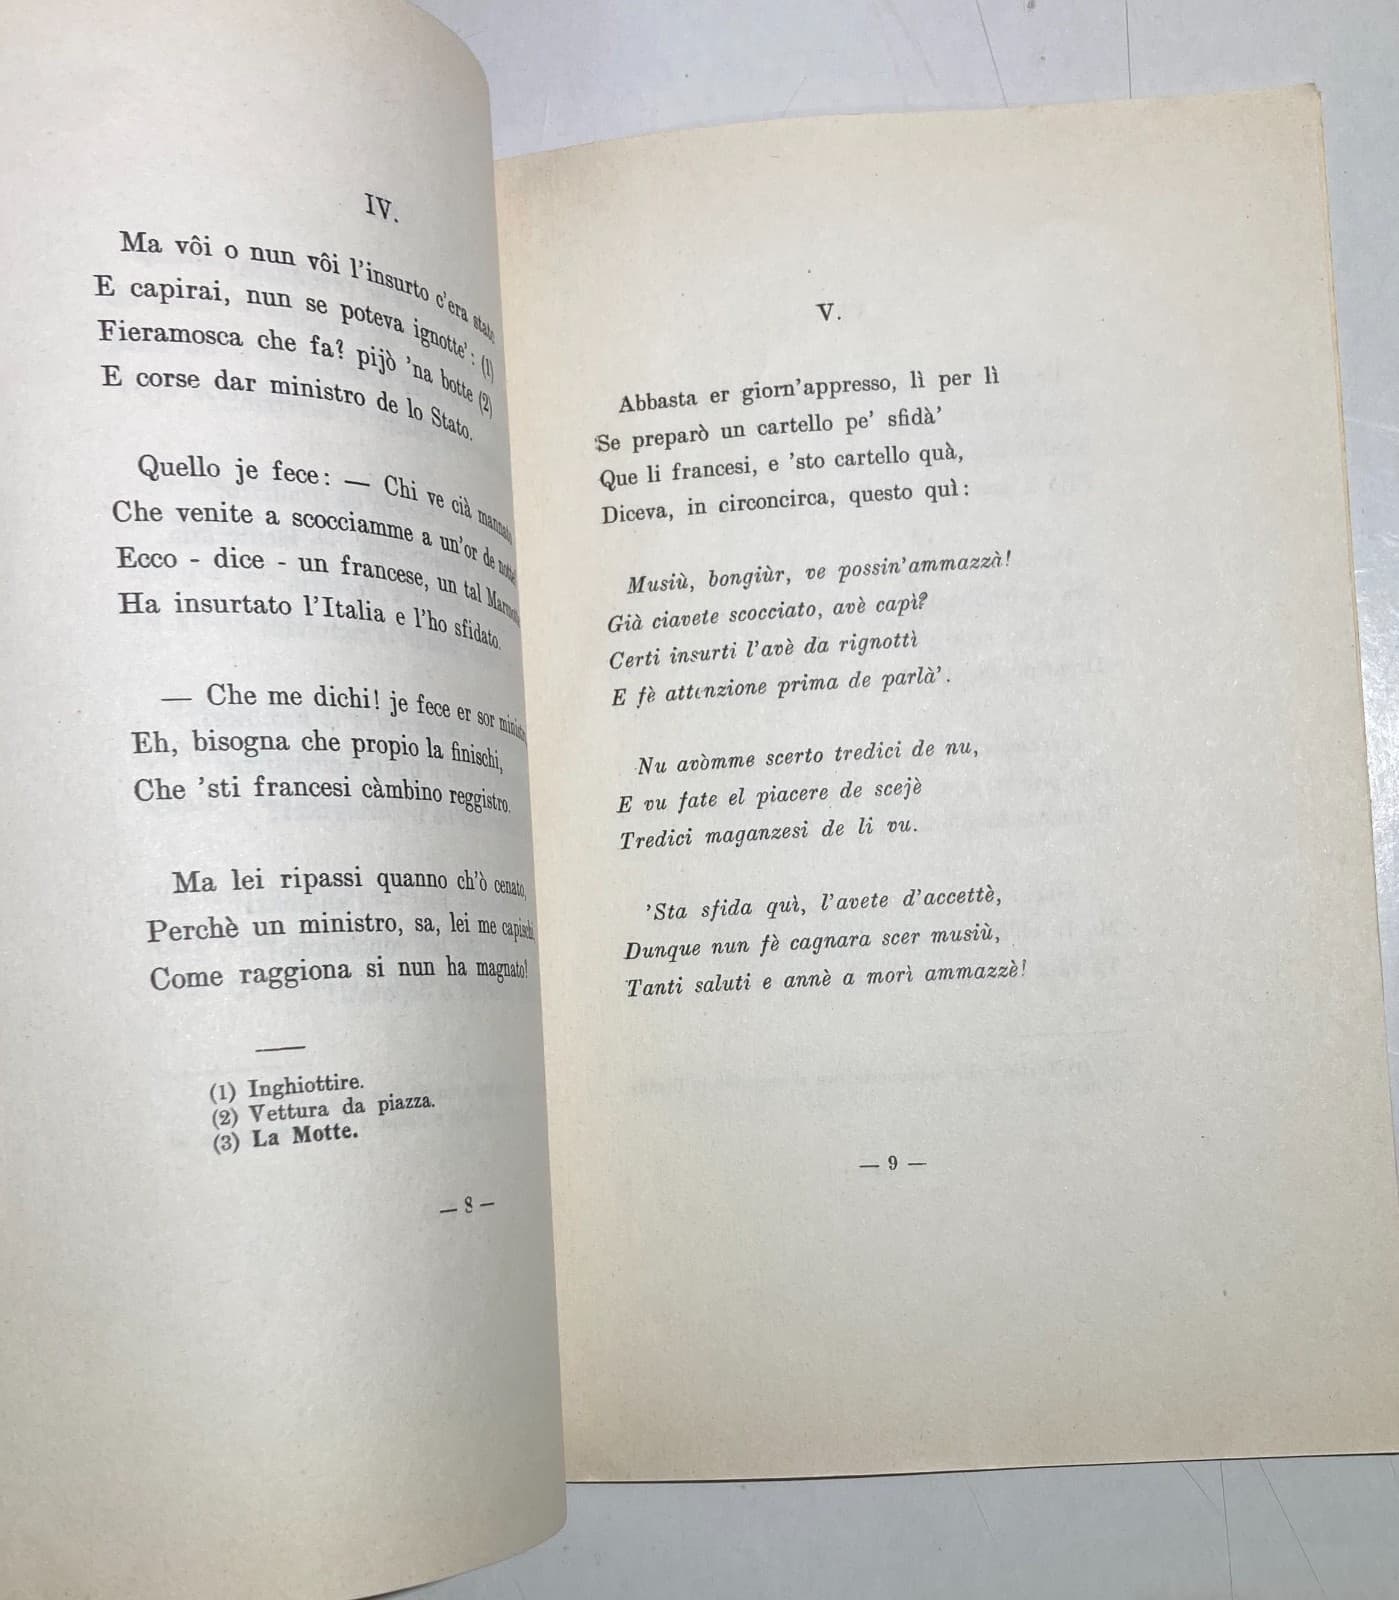 IV.
Ma vôi o nun vôi l'insurto c'era stato
E capirai, nun se poteva ignotte': (1)
Fieramosca che fa? pijò 'na botte (2)
E corse dar ministro de lo Stato.
Quello je fece: — Chi ve cià mannato
Che venite a scocciamme a un'or de notte?
Ecco - dice - un francese, un tal
Ha insurtato l'Italia e l'ho sfidato.
— Che me dichi! je fece er sor ministro,
Eh, bisogna che propio la finischi,
Che 'sti francesi càmbino reggistro.
Ma lei ripassi quanno ch'ò cenato,
Perchè un ministro, sa, lei me capischi,
Come raggiona si nun ha magnato!
(1) Inghiottire.
(2) Vettura da piazza.
(3) La Motte.
— 8 —
V.
Abbasta er giorn'appresso, lì per lì
Se preparò un cartello pe' sfidà'
Que li francesi, e 'sto cartello quà,
Diceva, in circoncirca, questo quì:
Musiù, bongiùr, ve possin'ammazzà!
Già ciavete scocciato, avè capì?
Certi insurti l'avè da rignottì
E fè attenzione prima de parlà'.
Nu avòmme scerto tredici de nu,
E vu fate el piacere de scejè
Tredici maganzesi de li vu.
'Sta sfida quì, l'avete d'accettè,
Dunque nun fè cagnara scer musiù,
Tanti saluti e annè a morì ammazzè!
— 9 —